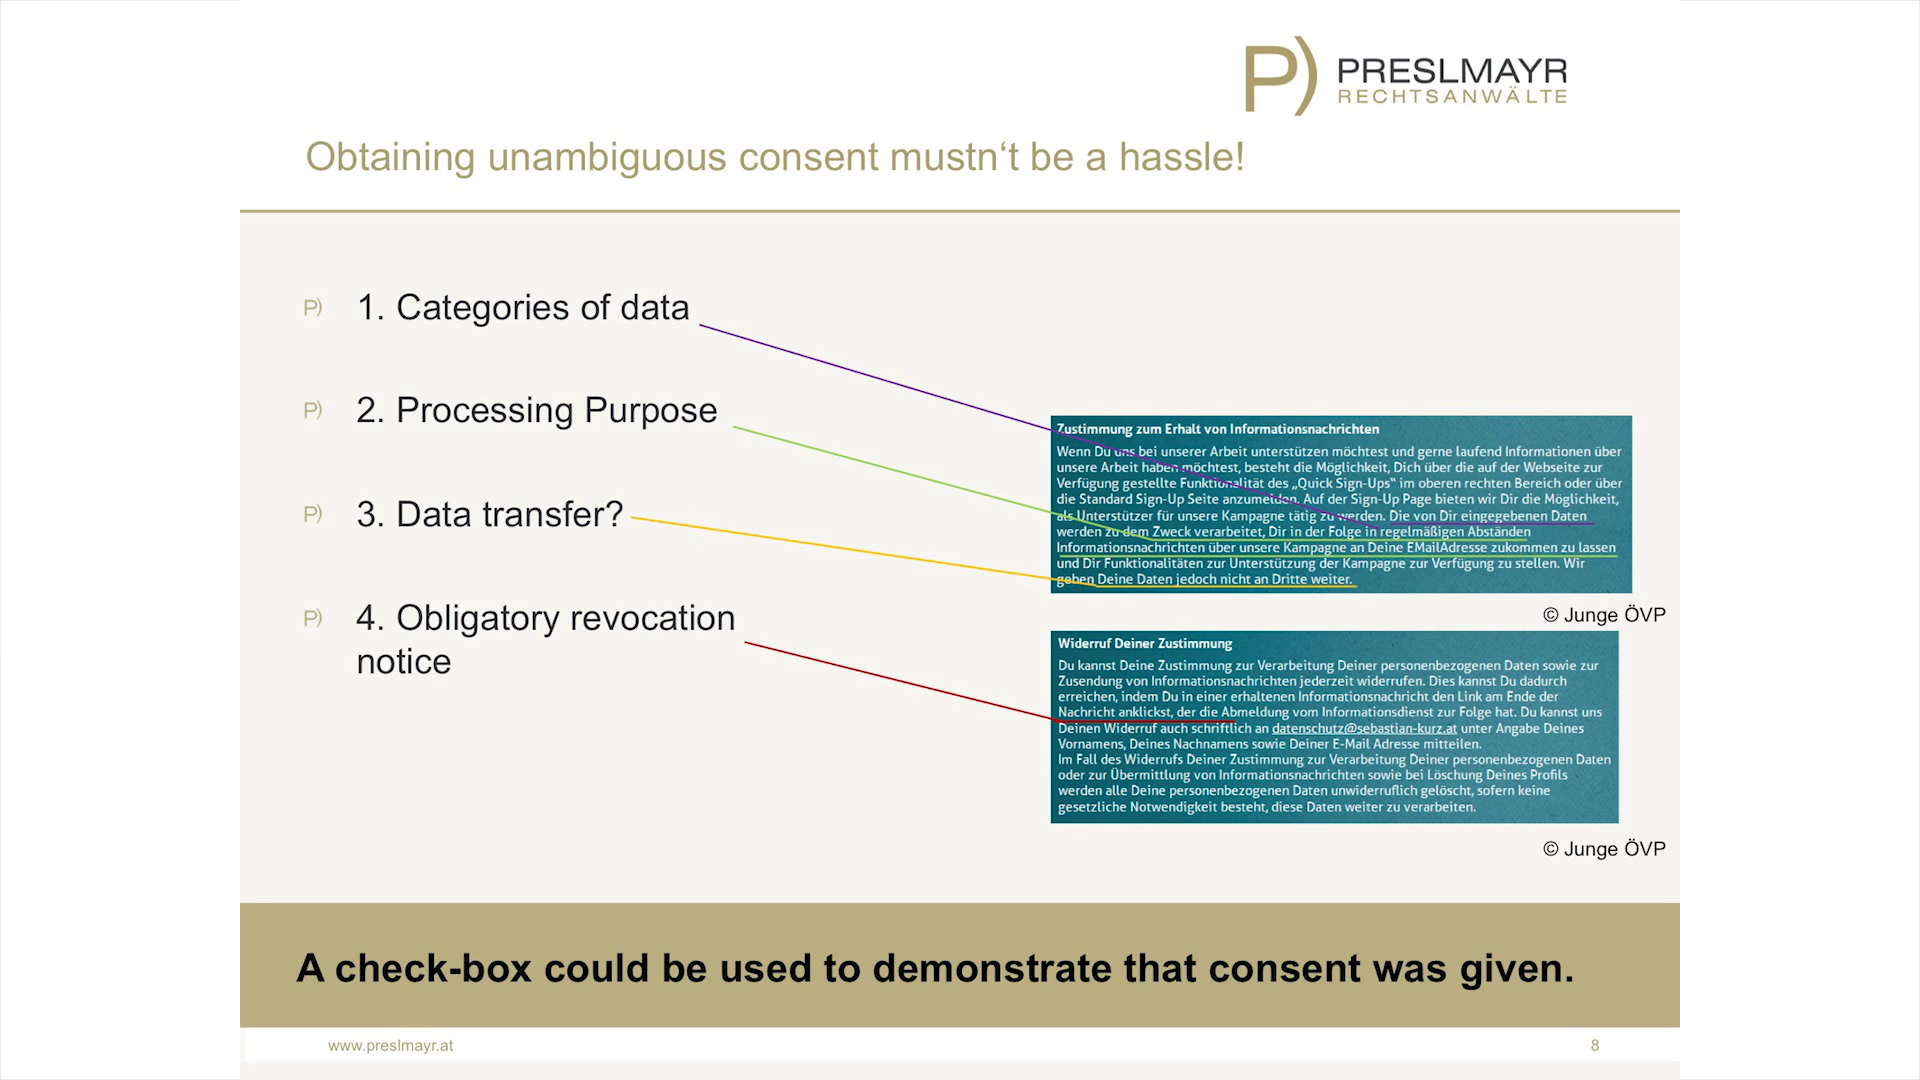 P) PRESLMAYR
RECHTSANWÄLTE
Obtaining unambiguous consent mustn‘t be a hassle!
P) 1. Categories of data
P) 2. Processing Purpose
P) 3. Data transfer?
P) 4. Obligatory revocation
notice
Zustimmung zum Erhalt von Informationsnachrichten
Wenn Du uns bei unserer Arbeit unterstützen möchtest und gerne laufend Informationen über
unsere Arbeit haben möchtest, besteht die Möglichkeit, Dich über die auf der Webseite zur
Verfügung gestellte Funktionalität des „Quick Sign-Ups“ im oberen rechten Bereich oder über
die Standard Sign-Up Seite anzumelden. Auf der Sign-Up Page bieten wir Dir die Möglichkeit,
als Unterstützer für unsere Kampagne tätig zu werden. Die von Dir eingegebenen Daten
werden zu dem Zweck verarbeitet, Dir in der Folge in regelmäßigen Abständen
Informationsnachrichten über unsere Kampagne an Deine EMailAdresse zukommen zu lassen
und Dir Funktionalitäten zur Unterstützung der Kampagne zur Verfügung zu stellen. Wir
geben Deine Daten jedoch nicht an Dritte weiter.
© Junge ÖVP
Widerruf Deiner Zustimmung
Du kannst Deine Zustimmung zur Verarbeitung Deiner personenbezogenen Daten sowie zur
Zusendung von Informationsnachrichten jederzeit widerrufen. Dies kannst Du dadurch
erreichen, indem Du in einer erhaltenen Informationsnachricht den Link am Ende der
Nachricht anklickst, der die Abmeldung vom Informationsdienst zur Folge hat. Du kannst uns
Deinen Widerruf auch schriftlich an datenschutz@sebastian-kurz.at unter Angabe Deines
Vornamens, Deines Nachnamens sowie Deiner E-Mail Adresse mitteilen.
Im Fall des Widerrufs Deiner Zustimmung zur Verarbeitung Deiner personenbezogenen Daten
oder zur Übermittlung von Informationsnachrichten sowie bei Löschung Deines Profils
werden alle Deine personenbezogenen Daten unwiderruflich gelöscht, sofern keine
gesetzliche Notwendigkeit besteht, diese Daten weiter zu verarbeiten.
© Junge ÖVP
A check-box could be used to demonstrate that consent was given.
www.preslmayr.at
8